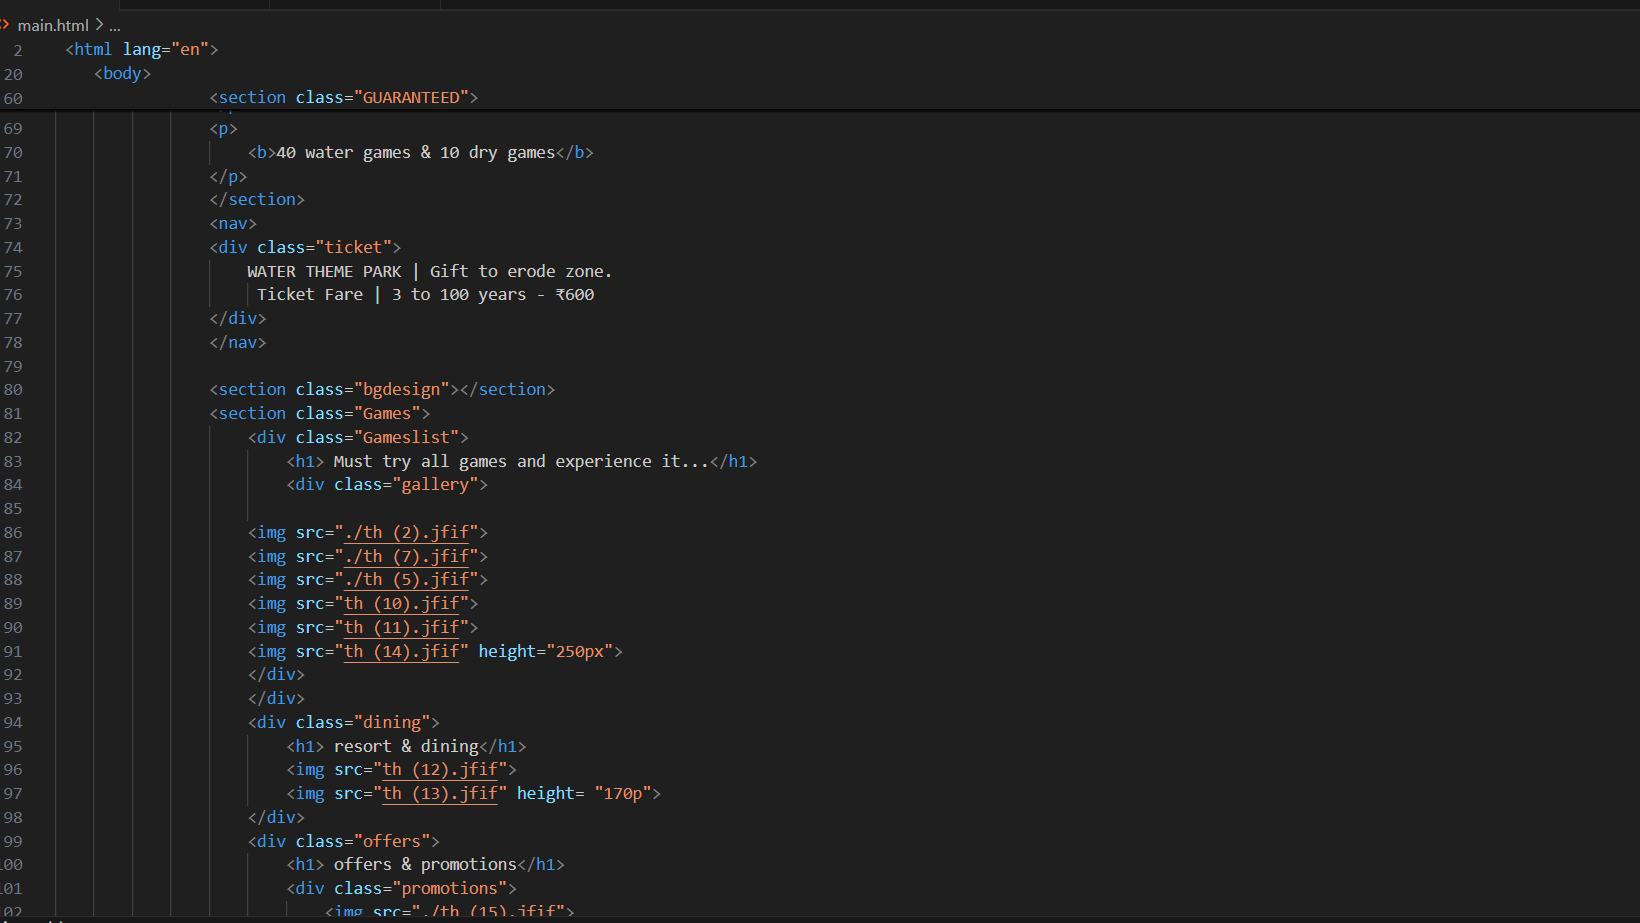 main.html > ...
2 <html lang="en">
20 <body>
60 <section class="GUARANTEED">
69 <p>
70 <b>40 water games & 10 dry games</b>
71 </p>
72 </section>
73 <nav>
74 <div class="ticket">
75 WATER THEME PARK | Gift to erode zone.
76 Ticket Fare | 3 to 100 years - ₹600
77 </div>
78 </nav>
79
80 <section class="bgdesign"></section>
81 <section class="Games">
82 <div class="Gameslist">
83 <h1> Must try all games and experience it...</h1>
84 <div class="gallery">
85
86 <img src="./th (2).jfif">
87 <img src="./th (7).jfif">
88 <img src="./th (5).jfif">
89 <img src="th (10).jfif">
90 <img src="th (11).jfif">
91 <img src="th (14).jfif" height="250px">
92 </div>
93 </div>
94 <div class="dining">
95 <h1> resort & dining</h1>
96 <img src="th (12).jfif">
97 <img src="th (13).jfif" height= "170p">
98 </div>
99 <div class="offers">
100 <h1> offers & promotions</h1>
101 <div class="promotions">
102 <img src="./th (15).jfif">